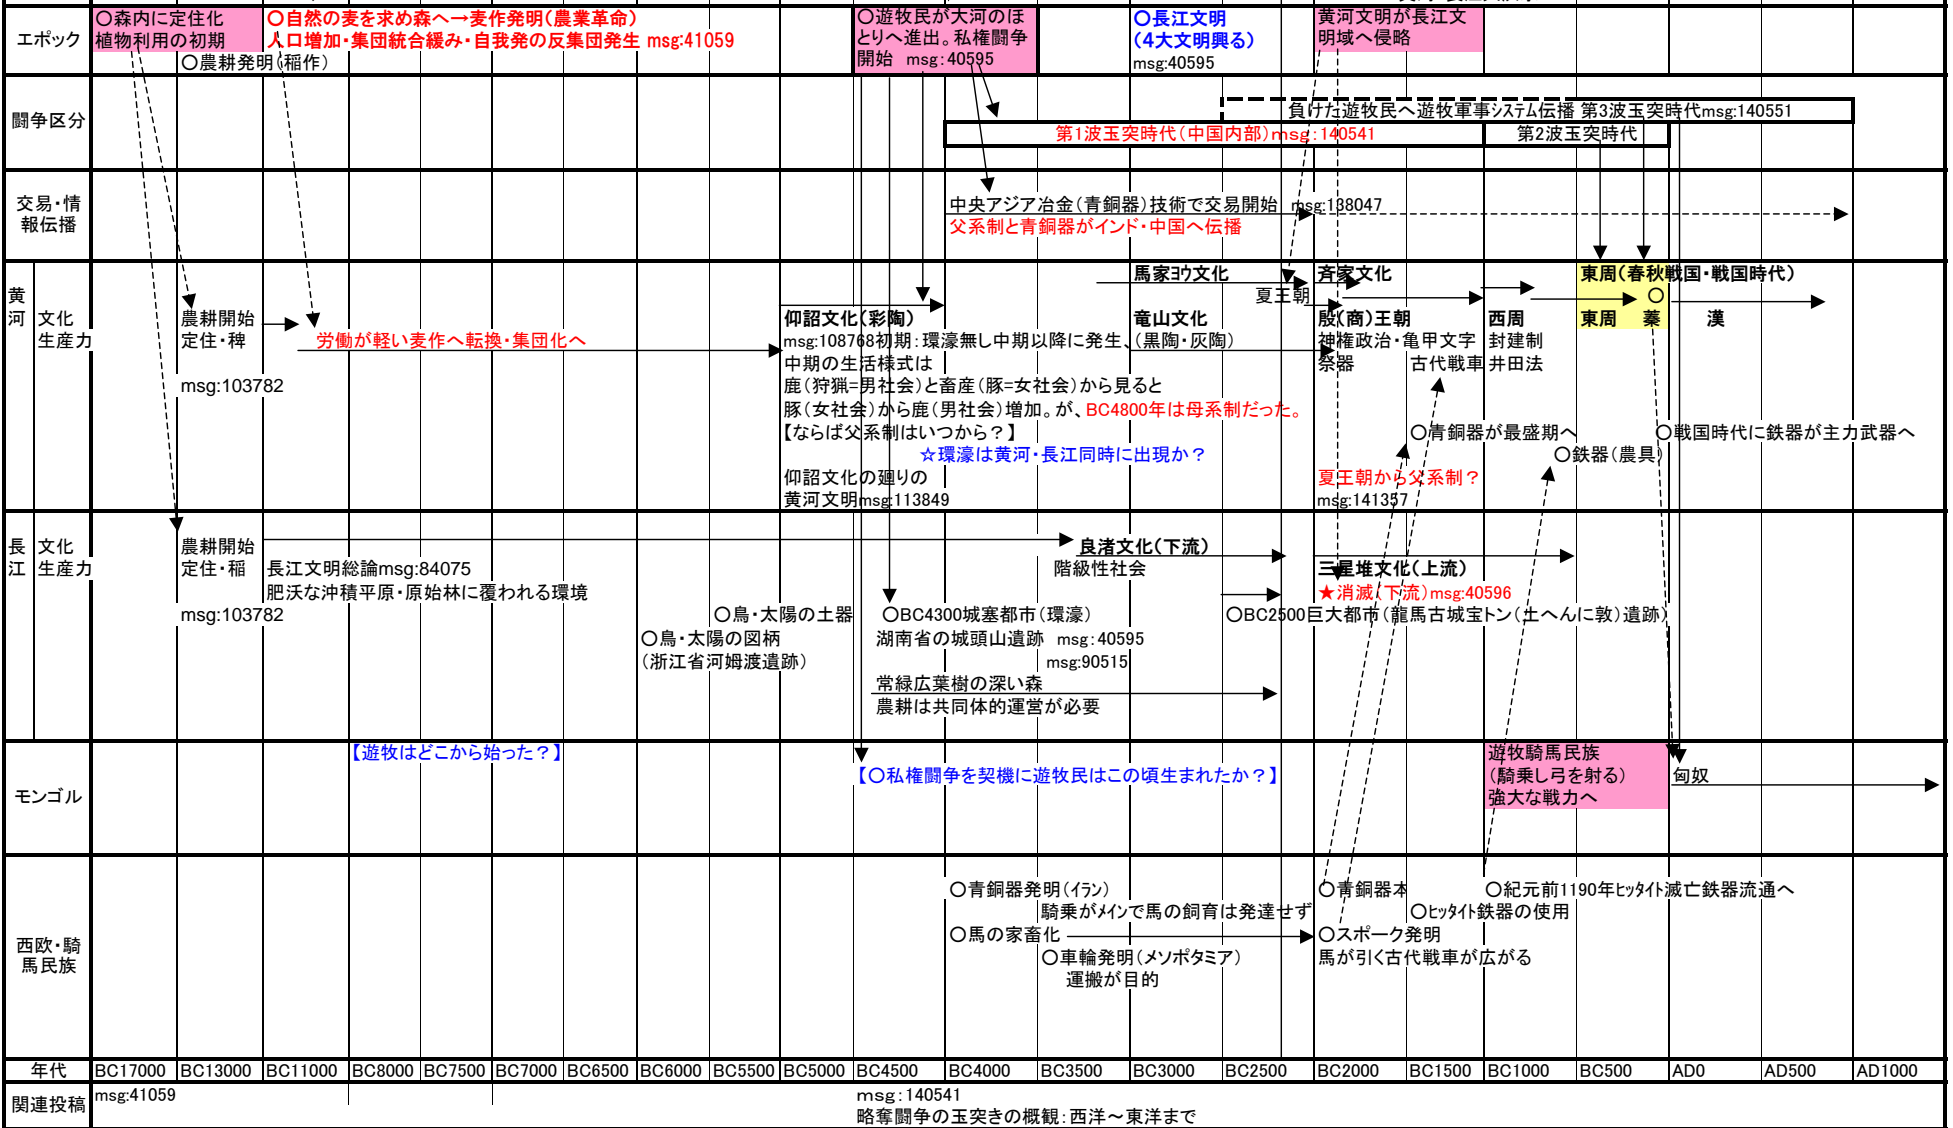 エポック
〇森内に定住化
植物利用の初期
〇自然の麦を求め森へ→麦作発明(農業革命)
人口増加・集団統合緩み・自我発の反集団発生 msg:41059
〇農耕発明(稲作)
〇遊牧民が大河のほ
とりへ進出。私権闘争
開始 msg:40595
〇長江文明
(4大文明興る)
msg:40595
黄河文明が長江文
明域へ侵略
闘争区分
負けた遊牧民へ遊牧軍事システム伝播 第3波玉突時代msg:140551
第1波玉突時代(中国内部)msg:140541
第2波玉突時代
交易・情
報伝播
中央アジア冶金(青銅器)技術で交易開始 msg:138047
父系制と青銅器がインド・中国へ伝播
黄
河
文化
生産力
農耕開始
定住・稗
msg:103782
労働が軽い麦作へ転換・集団化へ
仰詔文化(彩陶)
msg:108768初期:環濠無し中期以降に発生、
中期の生活様式は
鹿(狩猟=男社会)と畜産(豚=女社会)から見ると
豚(女社会)から鹿(男社会)増加。が、BC4800年は母系制だった。
【ならば父系制はいつから?】
☆環濠は黄河・長江同時に出現か?
仰詔文化の廻りの
黄河文明msg:113849
馬家ヨウ文化
夏王朝
竜山文化
(黒陶・灰陶)
斉家文化
殷(商)王朝
神権政治・亀甲文字
祭器
古代戦車
西周
封建制
井田法
東周(春秋戦国・戦国時代)
〇
東周 秦 漢
〇青銅器が最盛期へ
〇戦国時代に鉄器が主力武器へ
〇鉄器(農具)
夏王朝から父系制?
msg:141357
長
江
文化
生産力
農耕開始
定住・稲
msg:103782
長江文明総論msg:84075
肥沃な沖積平原・原始林に覆われる環境
良渚文化(下流)
階級性社会
三星堆文化(上流)
★消滅(下流)msg:40596
〇鳥・太陽の土器
〇鳥・太陽の図柄
(浙江省河姆渡遺跡)
〇BC4300城塞都市(環濠)
湖南省の城頭山遺跡 msg:40595
msg:90515
〇BC2500巨大都市(龍馬古城宝トン(土へんに敦)遺跡)
常緑広葉樹の深い森
農耕は共同体的運営が必要
モンゴル
【遊牧はどこから始った?】
【〇私権闘争を契機に遊牧民はこの頃生まれたか?】
遊牧騎馬民族
(騎乗し弓を射る)
強大な戦力へ
匈奴
西欧・騎
馬民族
〇青銅器発明(イラン)
騎乗がメインで馬の飼育は発達せず
〇馬の家畜化
〇車輪発明(メソポタミア)
運搬が目的
〇青銅器本
〇紀元前1190年ヒッタイト滅亡鉄器流通へ
〇ヒッタイト鉄器の使用
〇スポーク発明
馬が引く古代戦車が広がる
年代 BC17000 BC13000 BC11000 BC8000 BC7500 BC7000 BC6500 BC6000 BC5500 BC5000 BC4500 BC4000 BC3500 BC3000 BC2500 BC2000 BC1500 BC1000 BC500 AD0 AD500 AD1000
関連投稿
msg:41059
msg:140541
略奪闘争の玉突きの概観:西洋~東洋まで